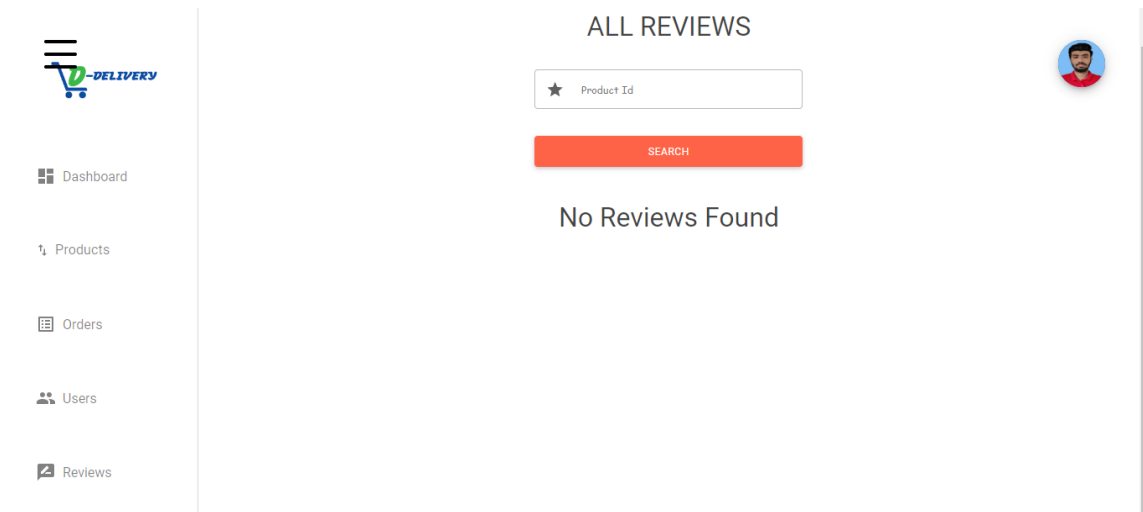 D-DELIVERY
Dashboard
Products
Orders
Users
Reviews
ALL REVIEWS
Product Id
SEARCH
No Reviews Found